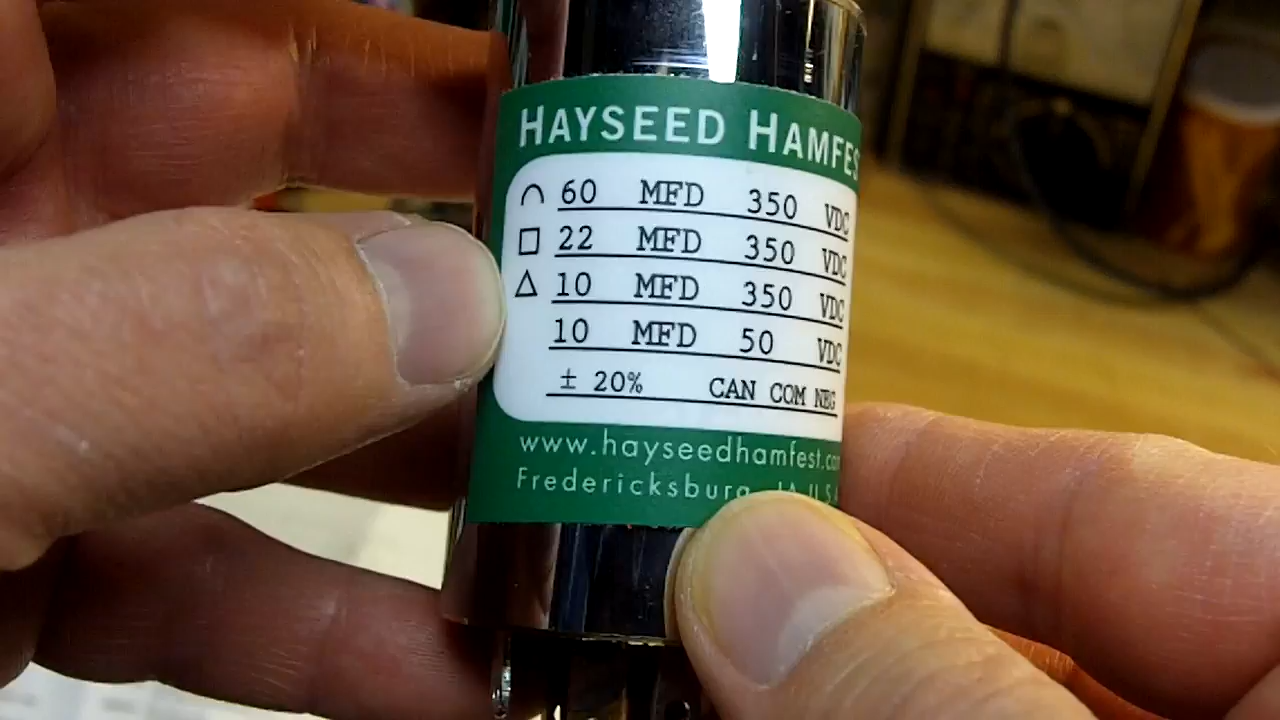 HAYSEED HAMFES
60 MFD 350 VDC
22 MFD 350 VDC
10 MFD 350 VDC
10 MFD 50 VDC
± 20% CAN COM NEG
www.hayseedhamfest.com
Fredericksburg